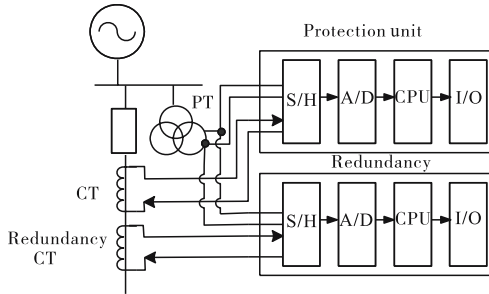 Protection unit
PT
S/H
A/D
CPU
I/O
CT
Redundancy
Redundancy
CT
S/H
A/D
CPU
I/O